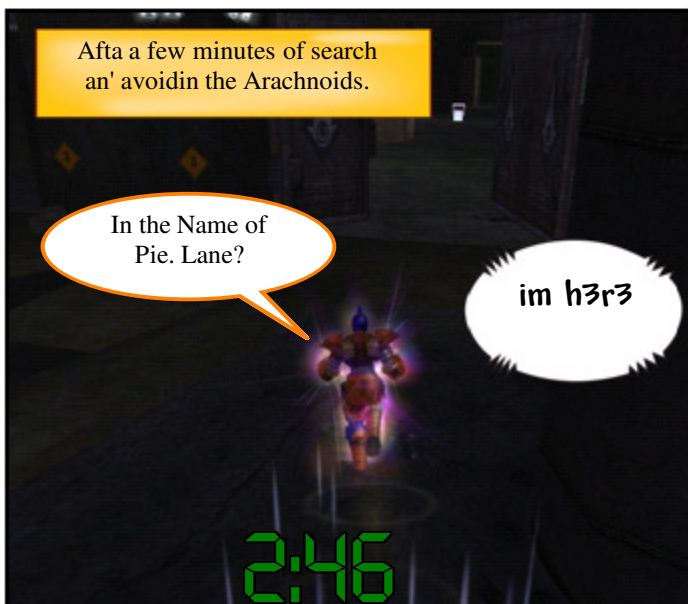 Afta a few minutes of search
an' avoidin the Arachnoids.
In the Name of
Pie. Lane?
im h3r3
2:46